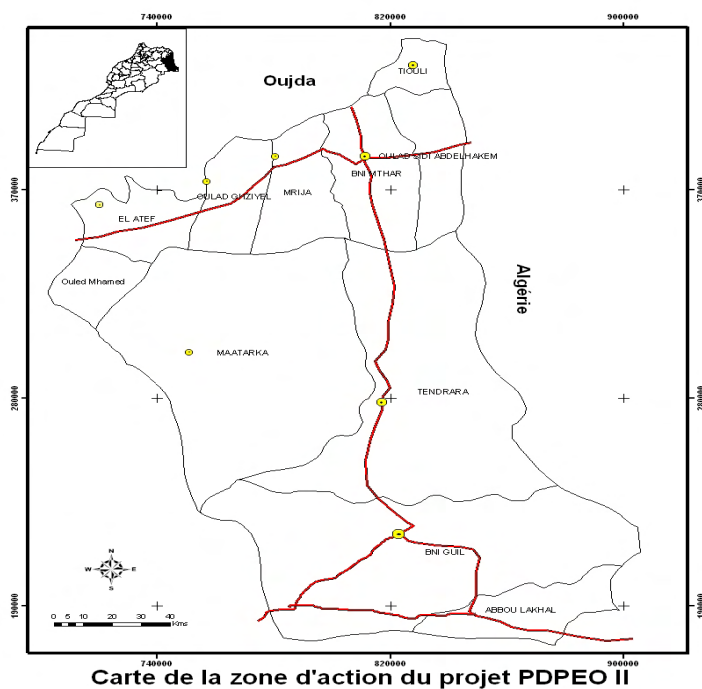 740000 820000 900000
Oujda
TIOULI
OULAD SIDI ABDELHAKEM
BNI MTHAR
370000 370000
OULAD GHZIYEL
MRIJA
EL ATEF
Algérie
Ouled Mhamed
MAATARKA
TENDRARA
280000 280000
BNI GUIL
N
W E
S
ABBOU LAKHAL
190000 190000
0 5 10 20 30 40
Kms
740000 820000 900000
Carte de la zone d'action du projet PDPEO II